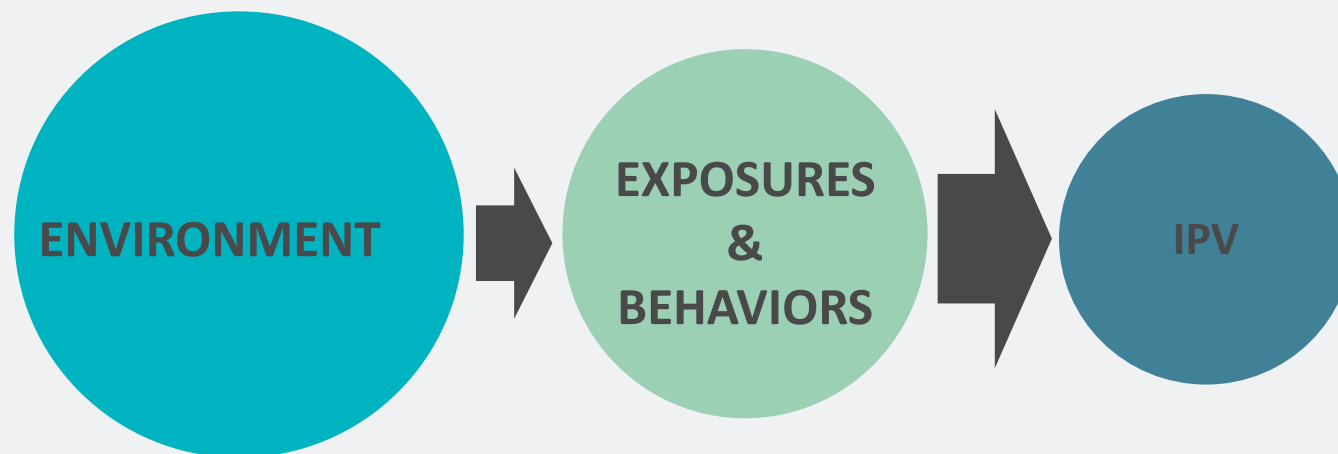 ENVIRONMENT
EXPOSURES
&
BEHAVIORS
IPV